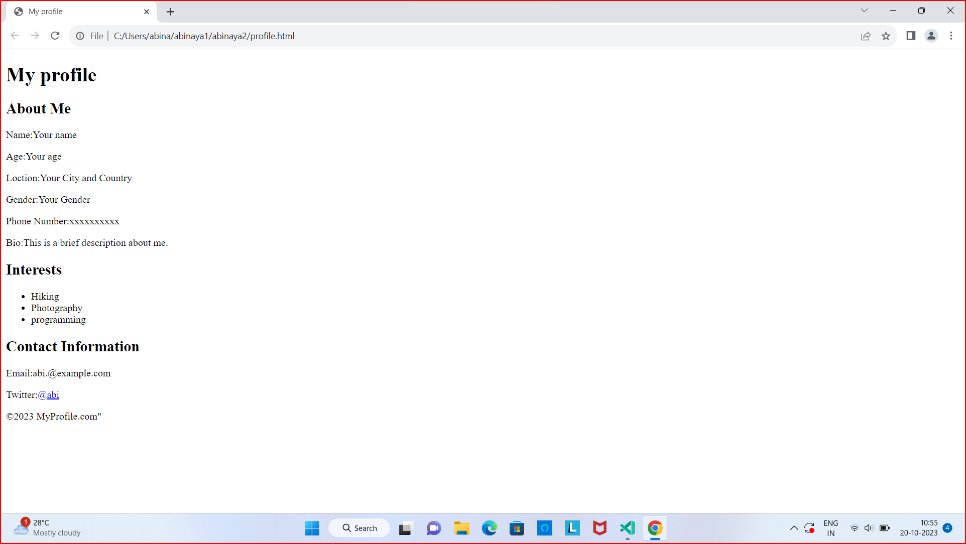 My profile
File
C:/Users/abina/abinaya1/abinaya2/profile.html
My profile
About Me
Name:Your name
Age:Your age
Loction:Your City and Country
Gender:Your Gender
Phone Number:xxxxxxxxxx
Bio:This is a brief description about me.
Interests
Hiking
Photography
programming
Contact Information
Email:abi.@example.com
Twitter:@abi
©2023 MyProfile.com"
1
28°C
Mostly cloudy
Search
L
ENG
IN
10:55
20-10-2023
4